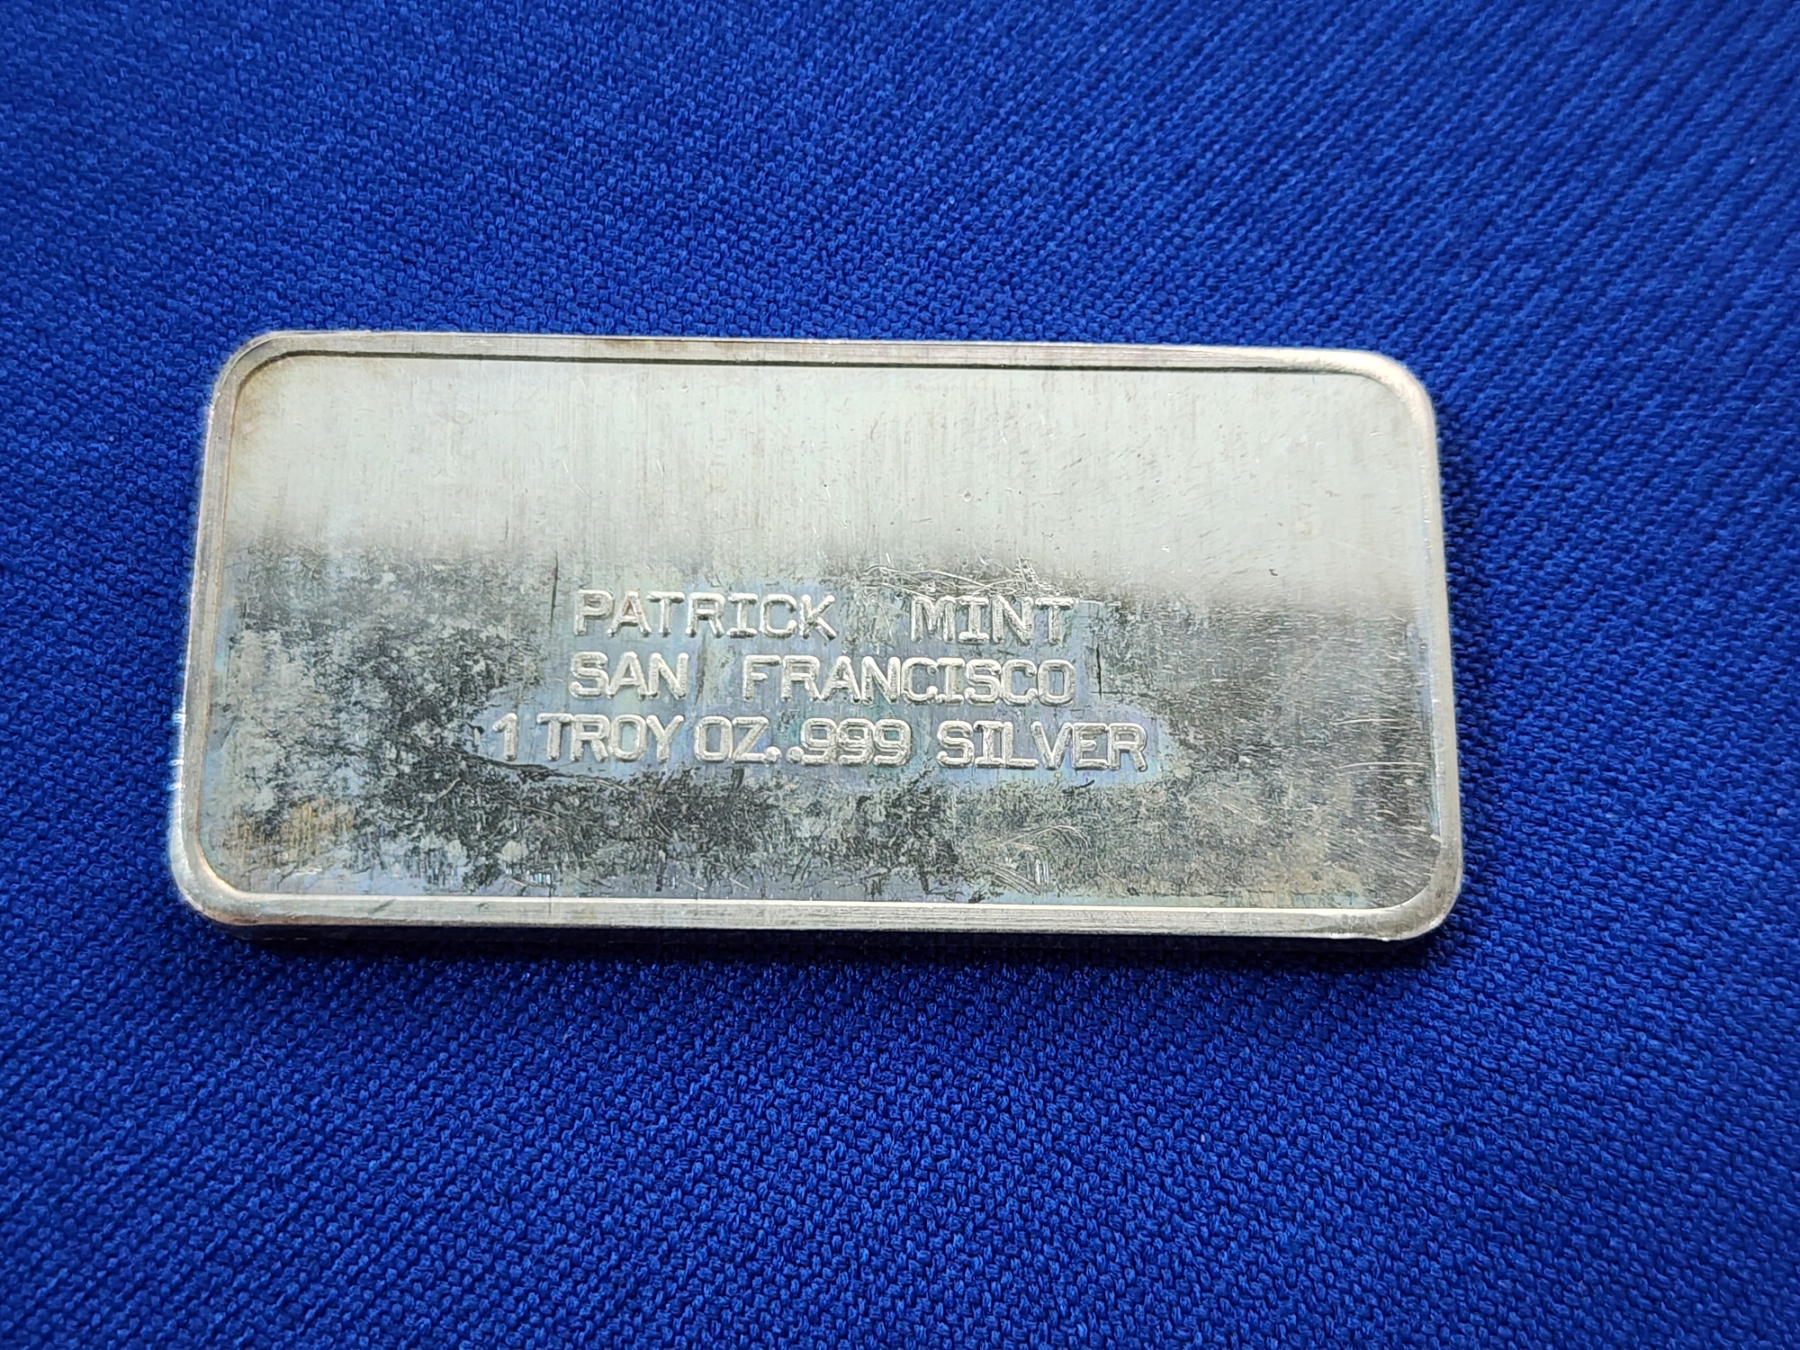 PATRICK MINT
SAN FRANCISCO
1 TROY OZ..999 SILVER